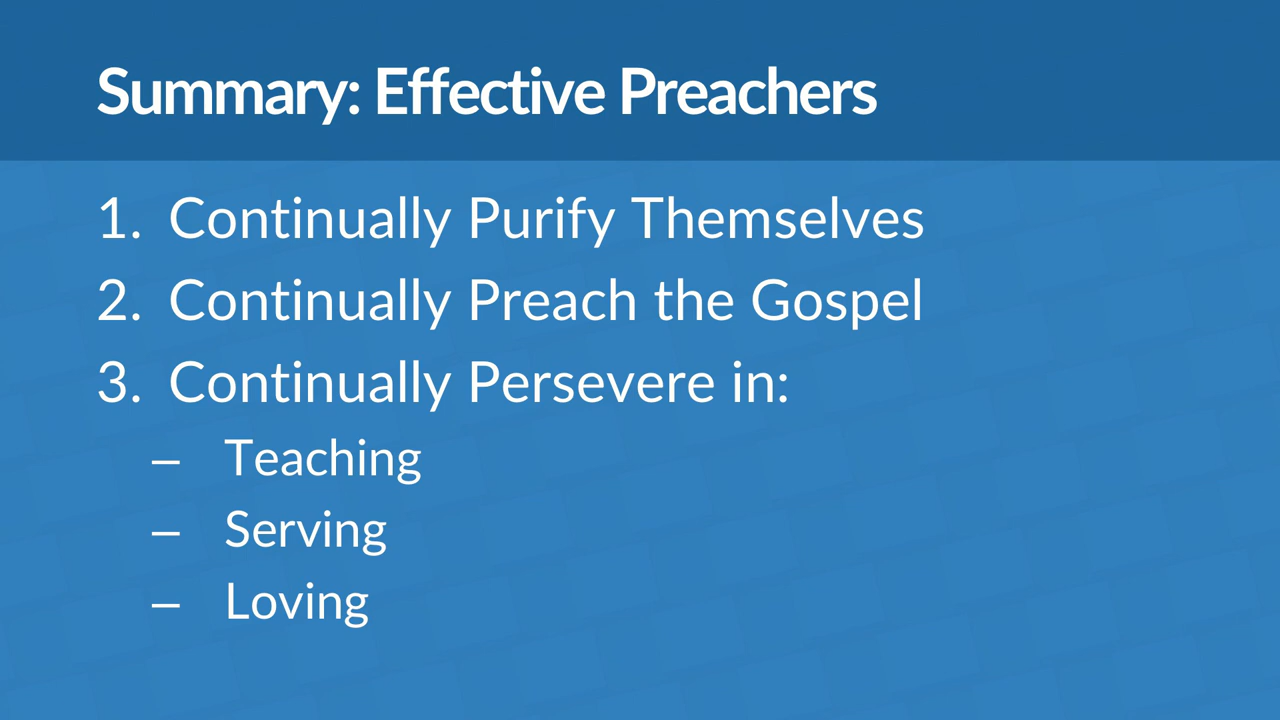 Summary: Effective Preachers
1. Continually Purify Themselves
2. Continually Preach the Gospel
3. Continually Persevere in:
– Teaching
– Serving
– Loving